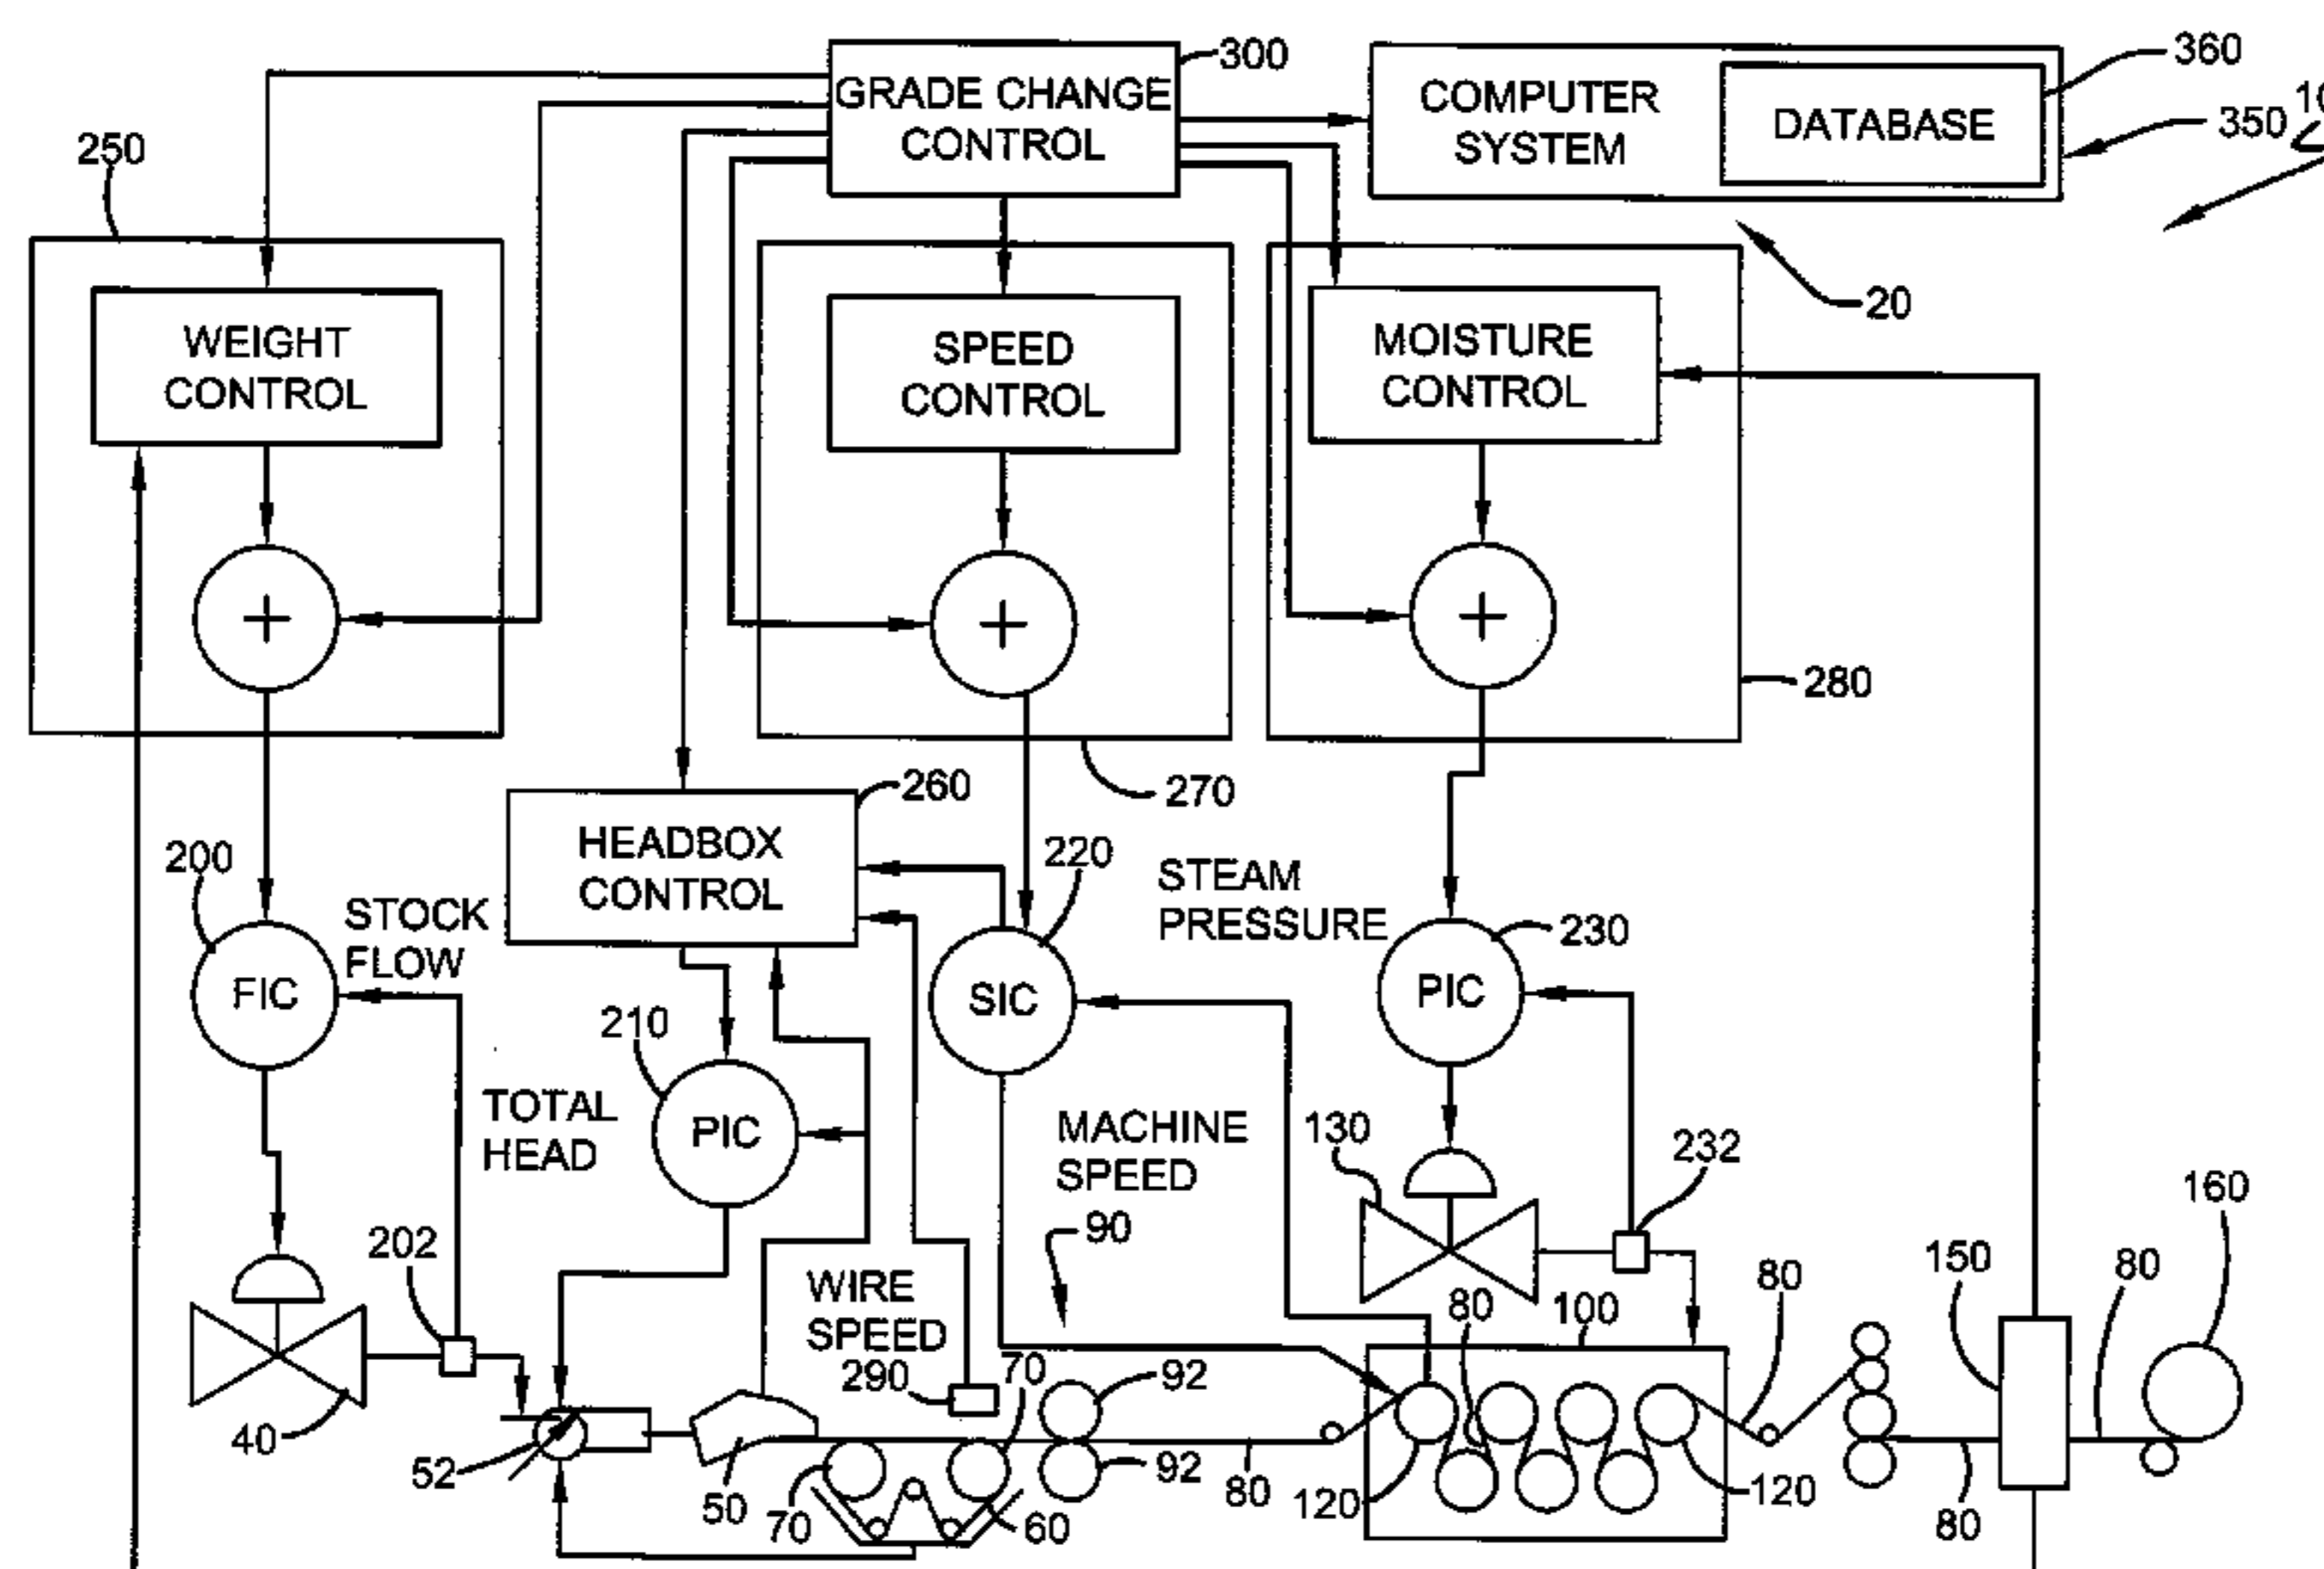 300
GRADE CHANGE
CONTROL
COMPUTER
SYSTEM
DATABASE
360
350
250
20
WEIGHT
CONTROL
SPEED
CONTROL
MOISTURE
CONTROL
+
+
+
280
260
270
HEADBOX
CONTROL
200
STOCK
FLOW
FIC
220
SIC
STEAM
PRESSURE
230
PIC
210
TOTAL
HEAD
PIC
MACHINE
SPEED
90
130
232
160
202
WIRE
SPEED
290
70
80
100
80
150
80
92
40
52
50
70
60
92
80
120
120
80